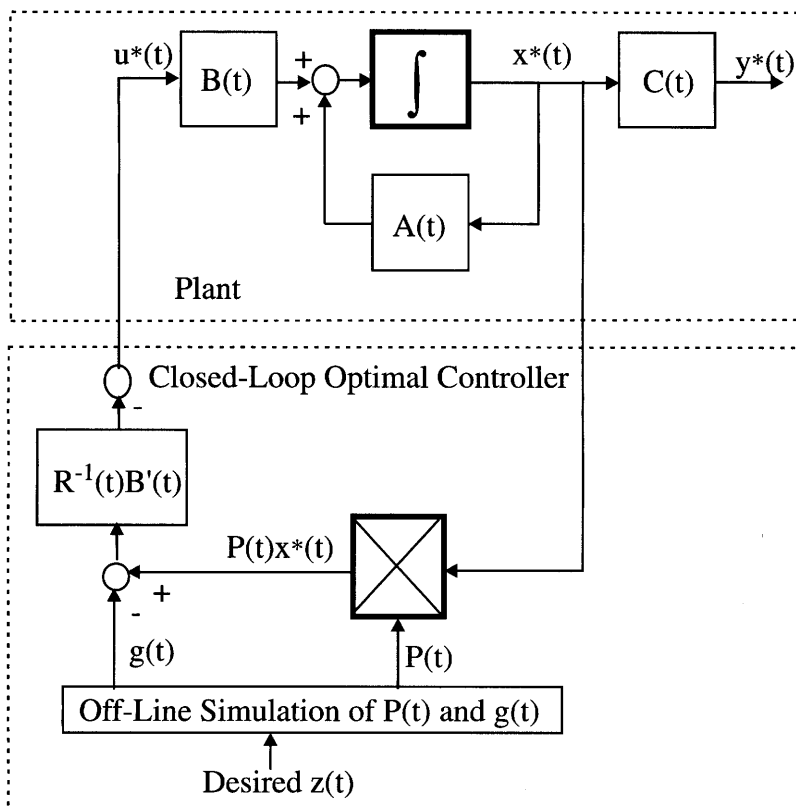 u*(t)
B(t)
+
+
∫
x*(t)
C(t)
y*(t)
A(t)
Plant
Closed-Loop Optimal Controller
-
R⁻¹(t)B'(t)
P(t)x*(t)
+
-
g(t)
P(t)
Off-Line Simulation of P(t) and g(t)
Desired z(t)